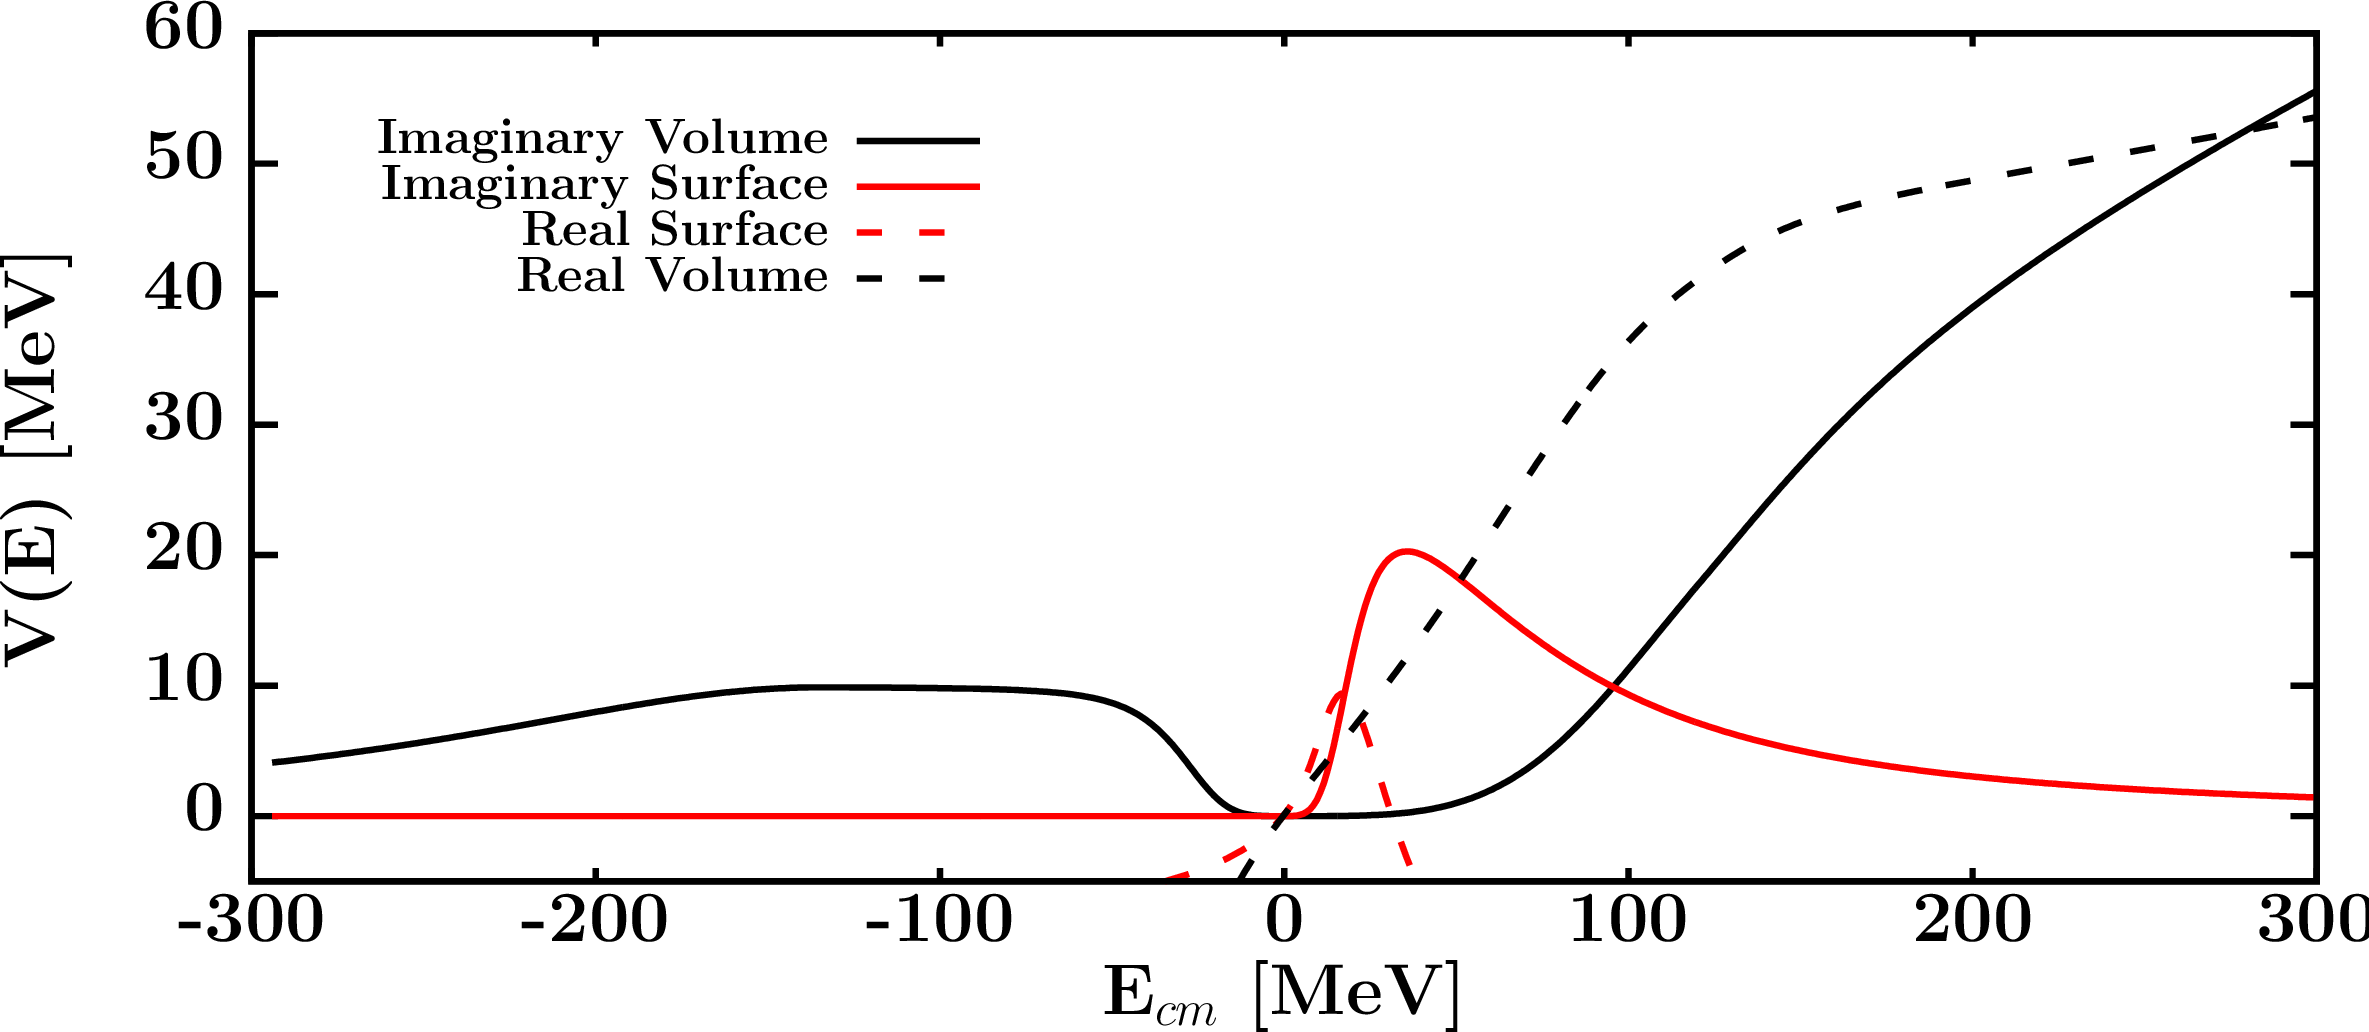 60
50
40
30
20
10
0
V(E) [MeV]
Imaginary Volume
Imaginary Surface
Real Surface
Real Volume
-300 -200 -100 0 100 200 300
E_cm [MeV]